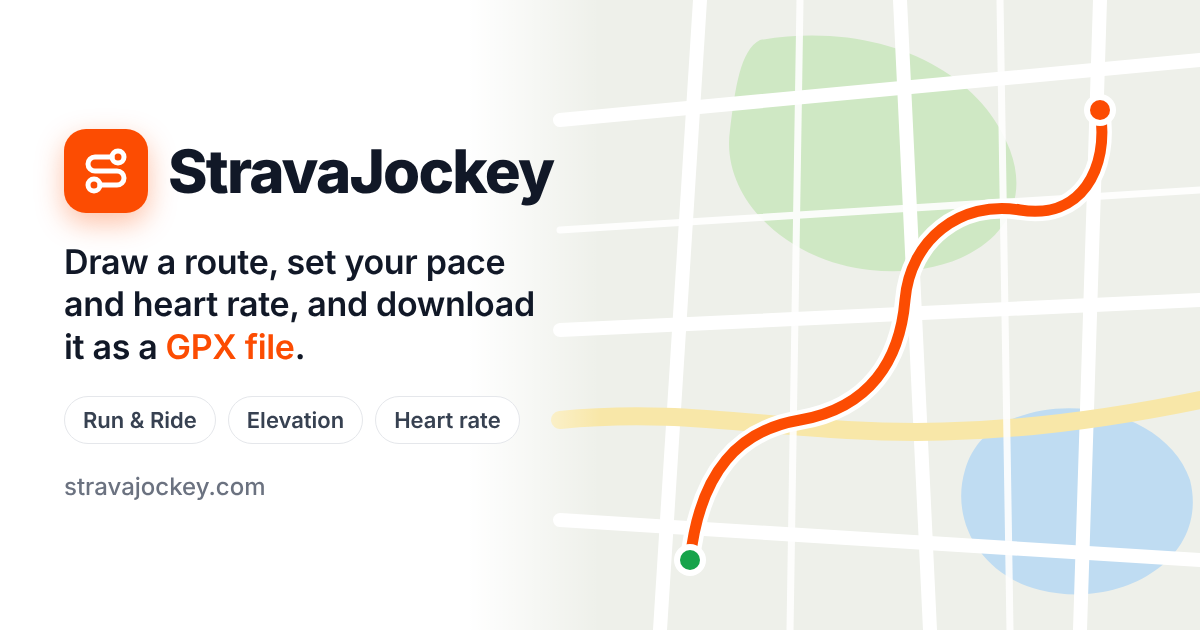 StravaJockey
Draw a route, set your pace
and heart rate, and download
it as a GPX file.
Run & Ride
Elevation
Heart rate
stravajockey.com